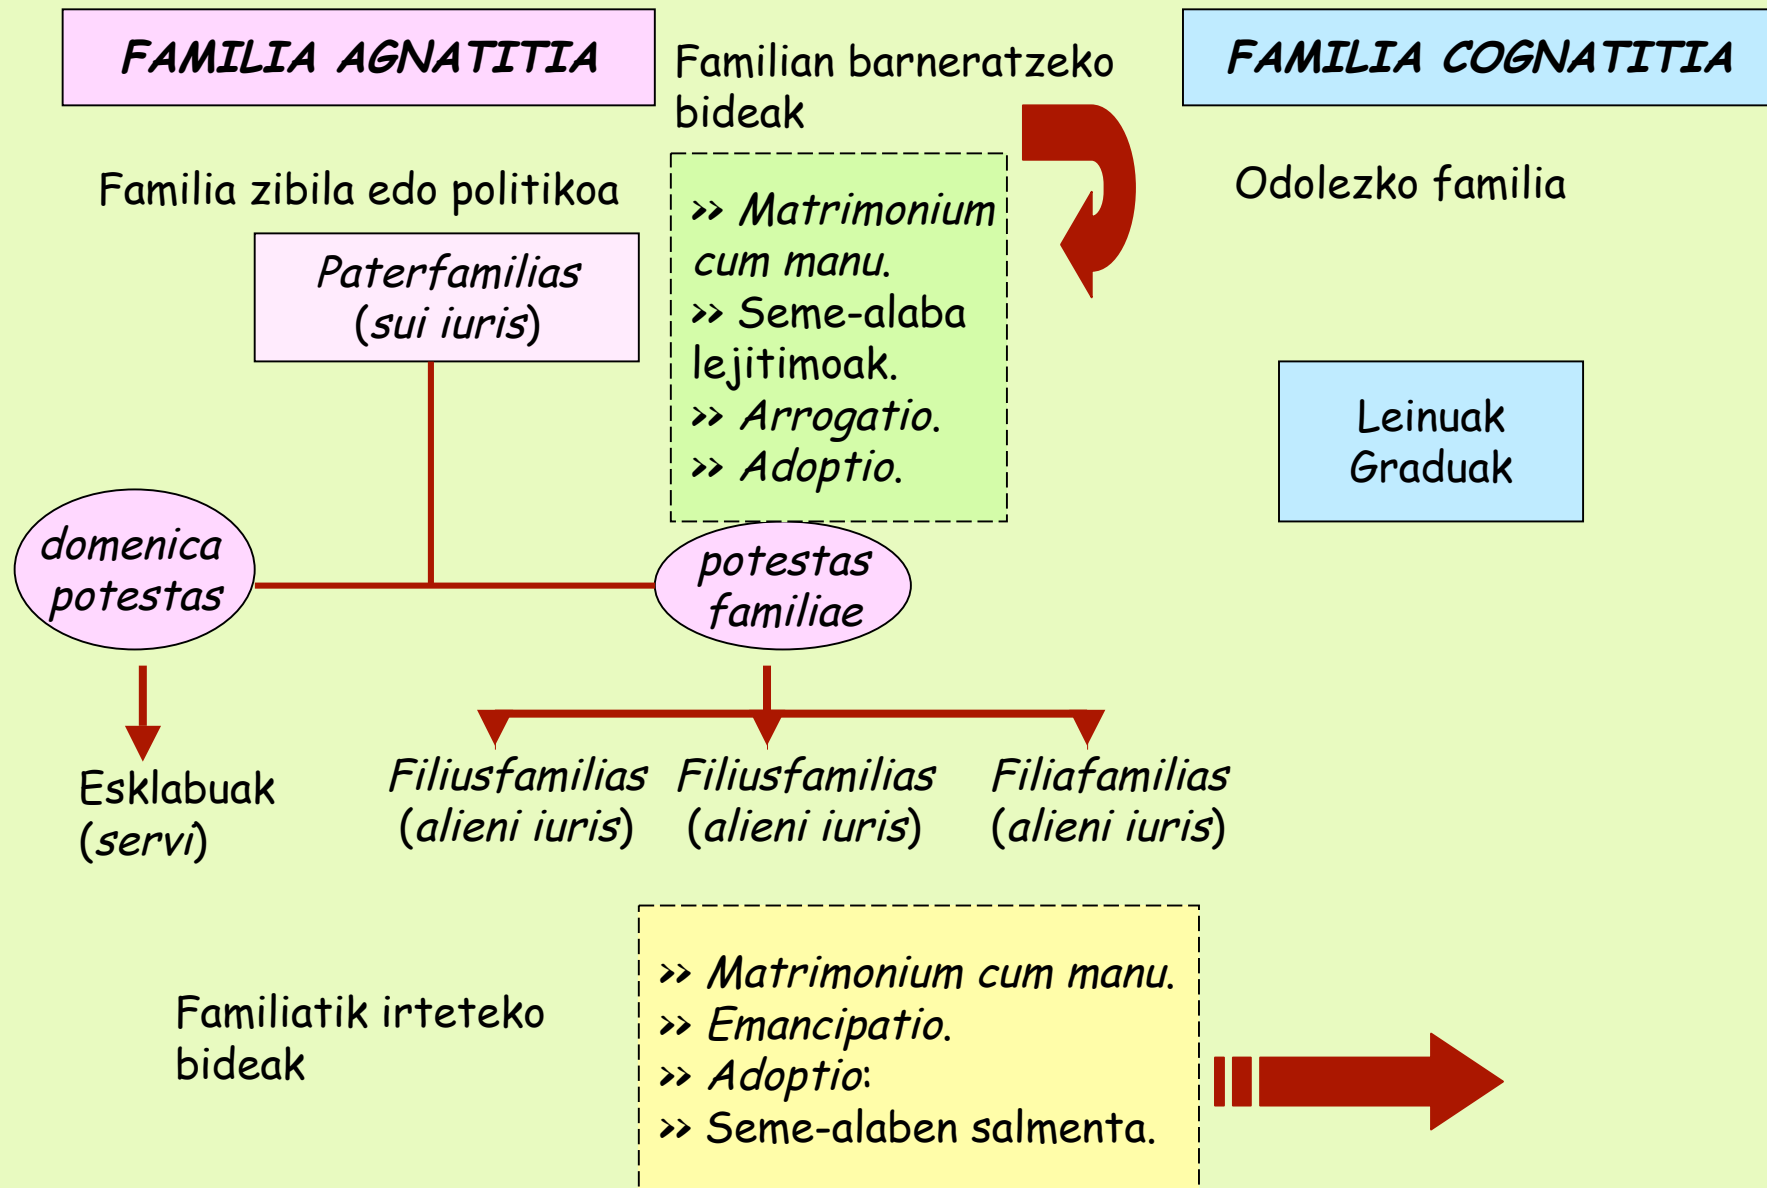 FAMILIA AGNATITIA
Familian barneratzeko
bideak
FAMILIA COGNATITIA
Familia zibila edo politikoa
Odolezko familia
Paterfamilias
(sui iuris)
>> Matrimonium
cum manu.
>> Seme-alaba
lejitimoak.
>> Arrogatio.
>> Adoptio.
Leinuak
Graduak
domenica
potestas
potestas
familiae
Esklabuak
(servi)
Filiusfamilias
(alieni iuris)
Filiusfamilias
(alieni iuris)
Filiafamilias
(alieni iuris)
Familiatik irteteko
bideak
>> Matrimonium cum manu.
>> Emancipatio.
>> Adoptio:
>> Seme-alaben salmenta.